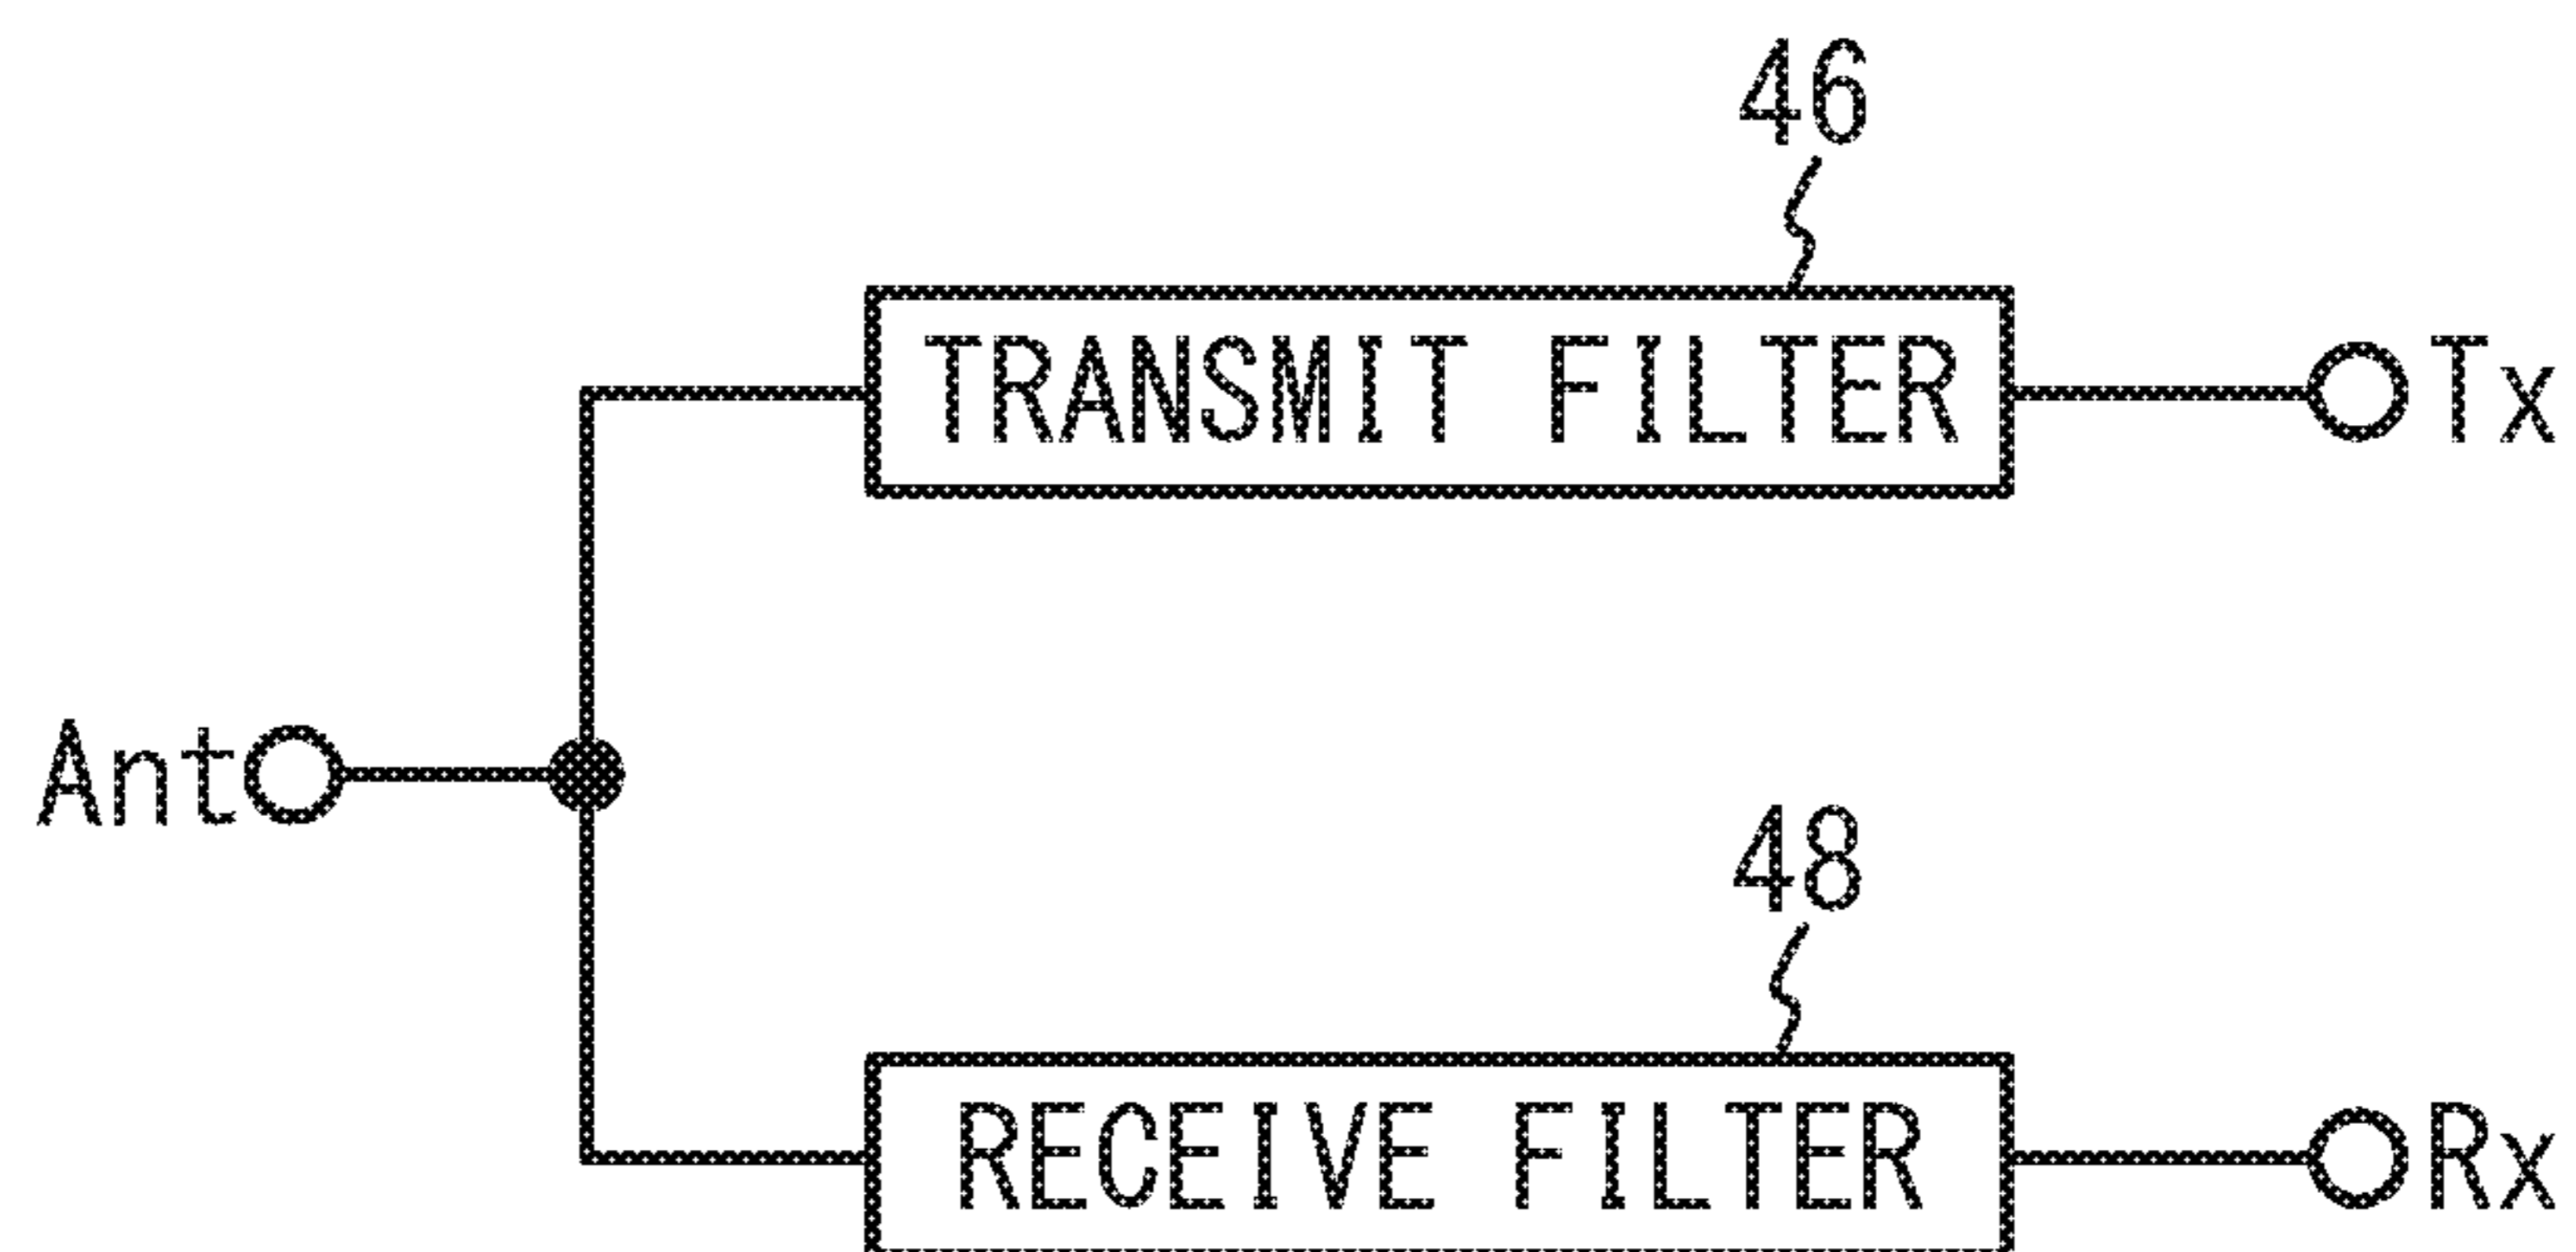 46
TRANSMIT FILTER
Tx
Ant
48
RECEIVE FILTER
Rx